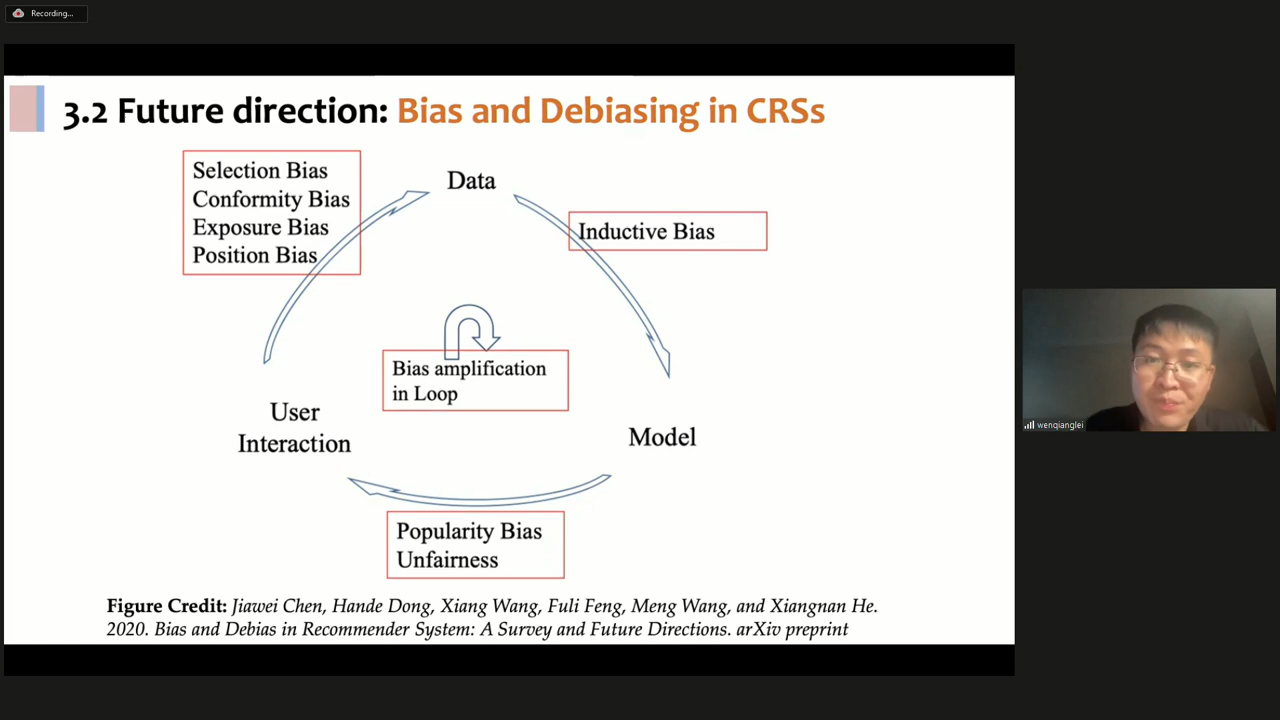 Recording...
3.2 Future direction: Bias and Debiasing in CRSs
Selection Bias
Conformity Bias
Exposure Bias
Position Bias
Data
Inductive Bias
Bias amplification
in Loop
User
Interaction
Model
Popularity Bias
Unfairness
Figure Credit: Jiawei Chen, Hande Dong, Xiang Wang, Fuli Feng, Meng Wang, and Xiangnan He.
2020. Bias and Debias in Recommender System: A Survey and Future Directions. arXiv preprint
wenqianglei